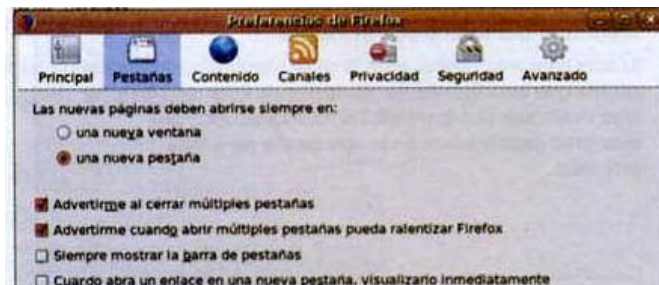 Preferencias de Firefox
Principal Pestañas Contenido Canales Privacidad Seguridad Avanzado
Las nuevas páginas deben abrirse siempre en:
una nueva ventana
una nueva pestaña
Advertirme al cerrar múltiples pestañas
Advertirme cuando abrir múltiples pestañas pueda ralentizar Firefox
Siempre mostrar la barra de pestañas
Cuardo abra un enlace en una nueva pestaña, visualizarlo inmediatamente